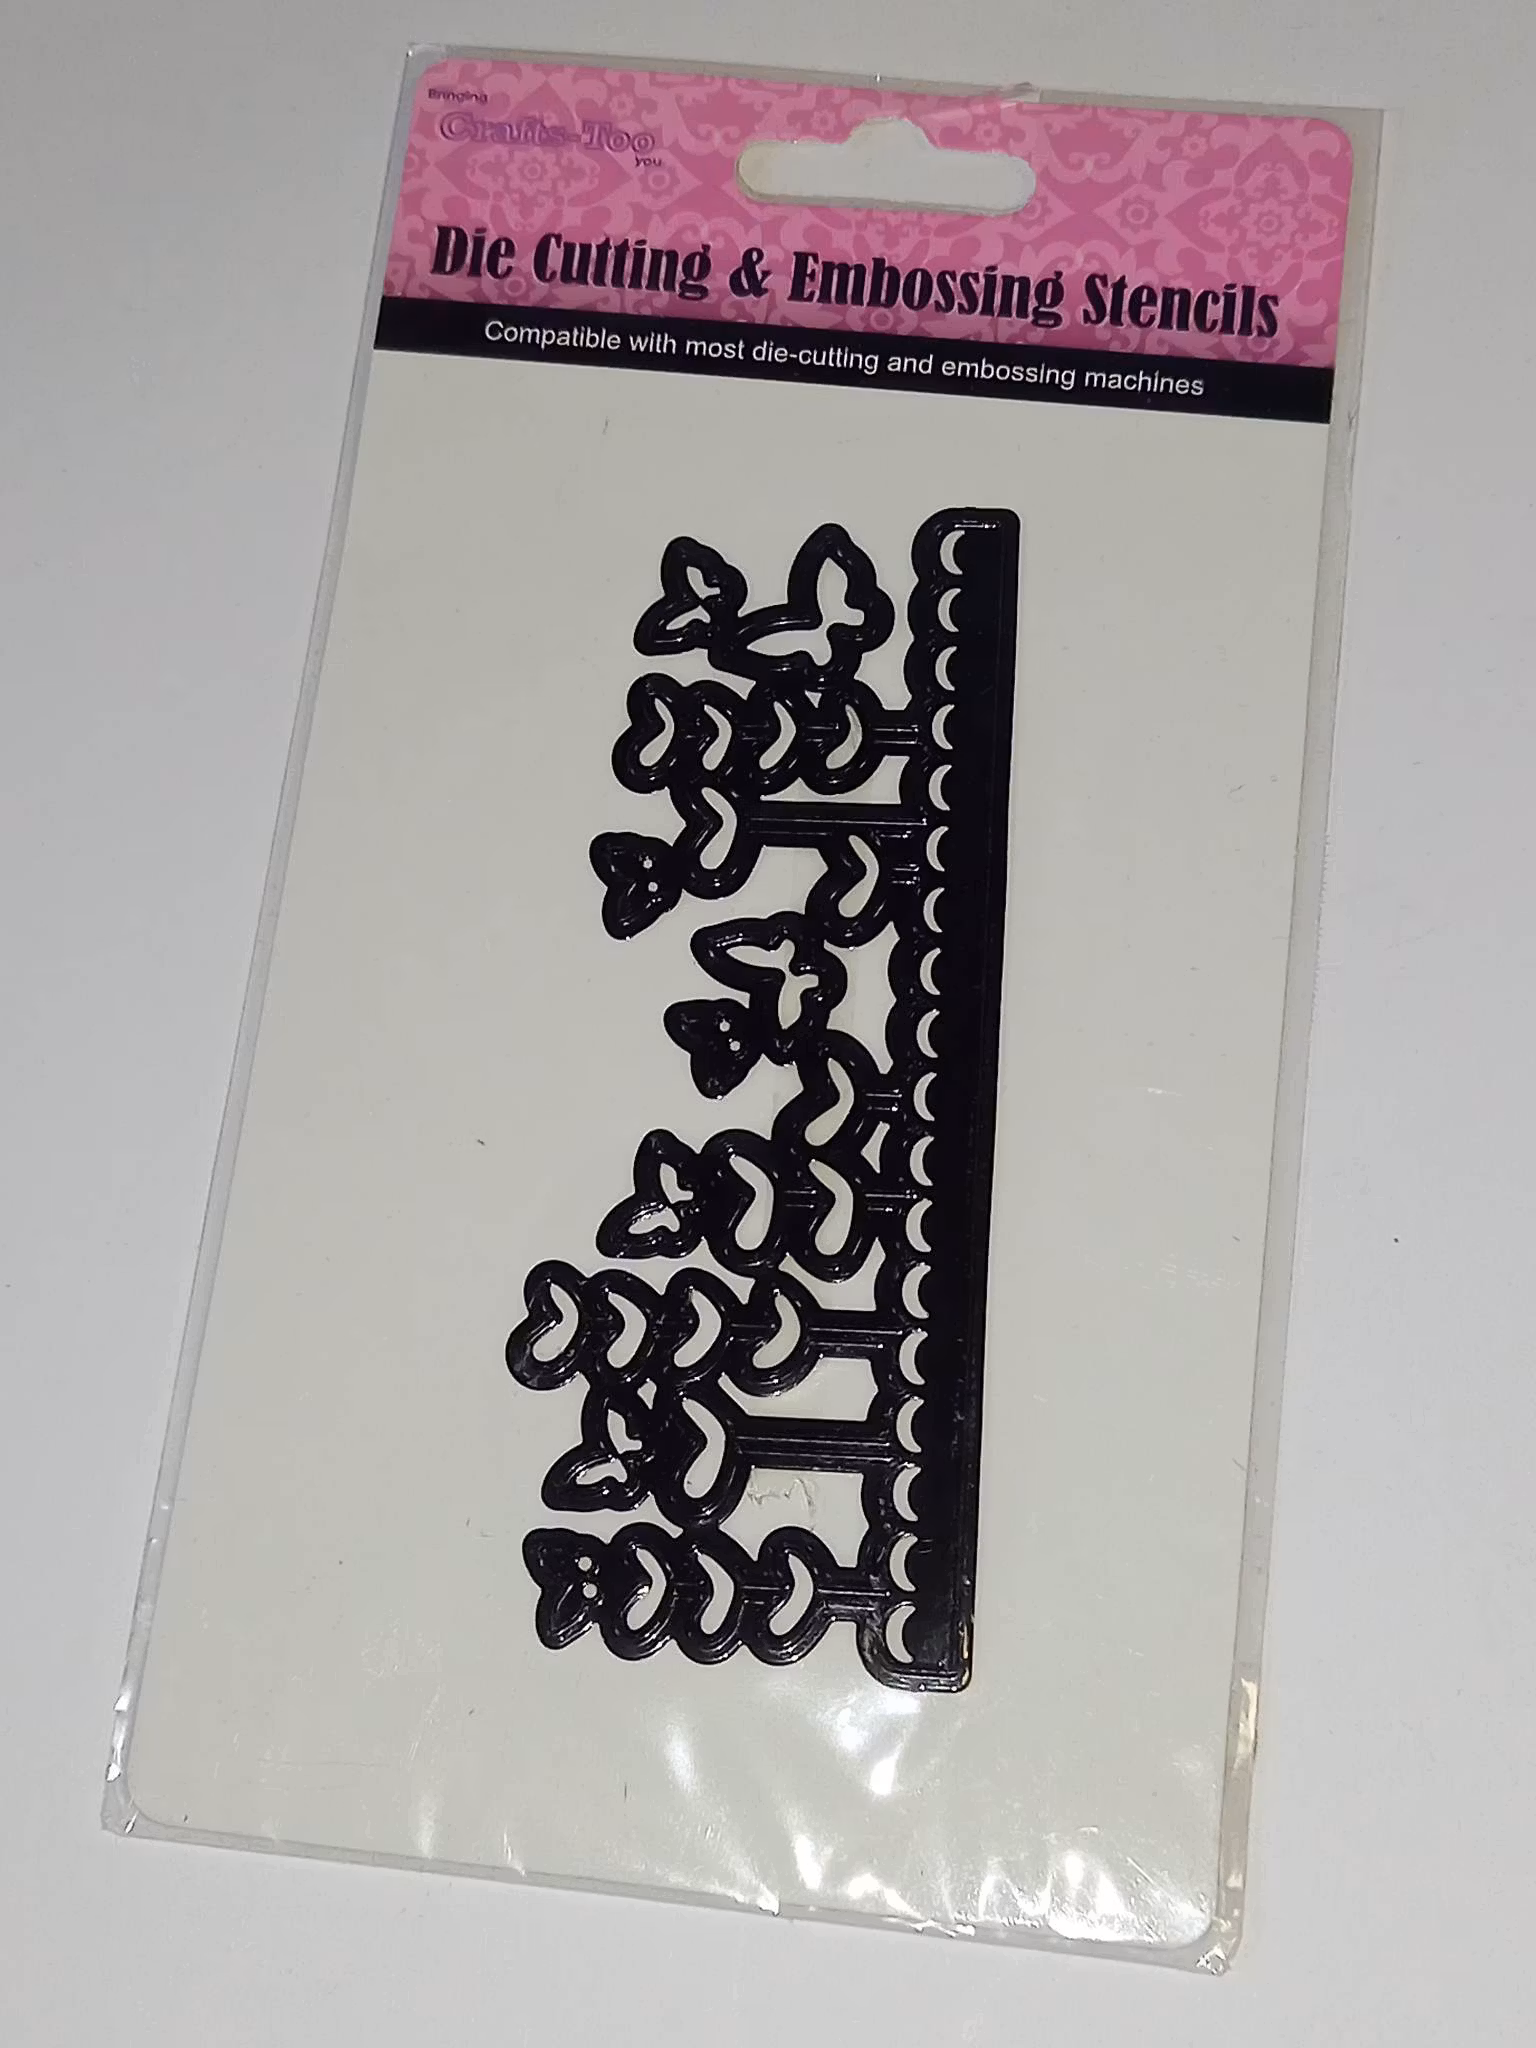 Bringing
Crafts-Too
you
Die Cutting & Embossing Stencils
Compatible with most die-cutting and embossing machines